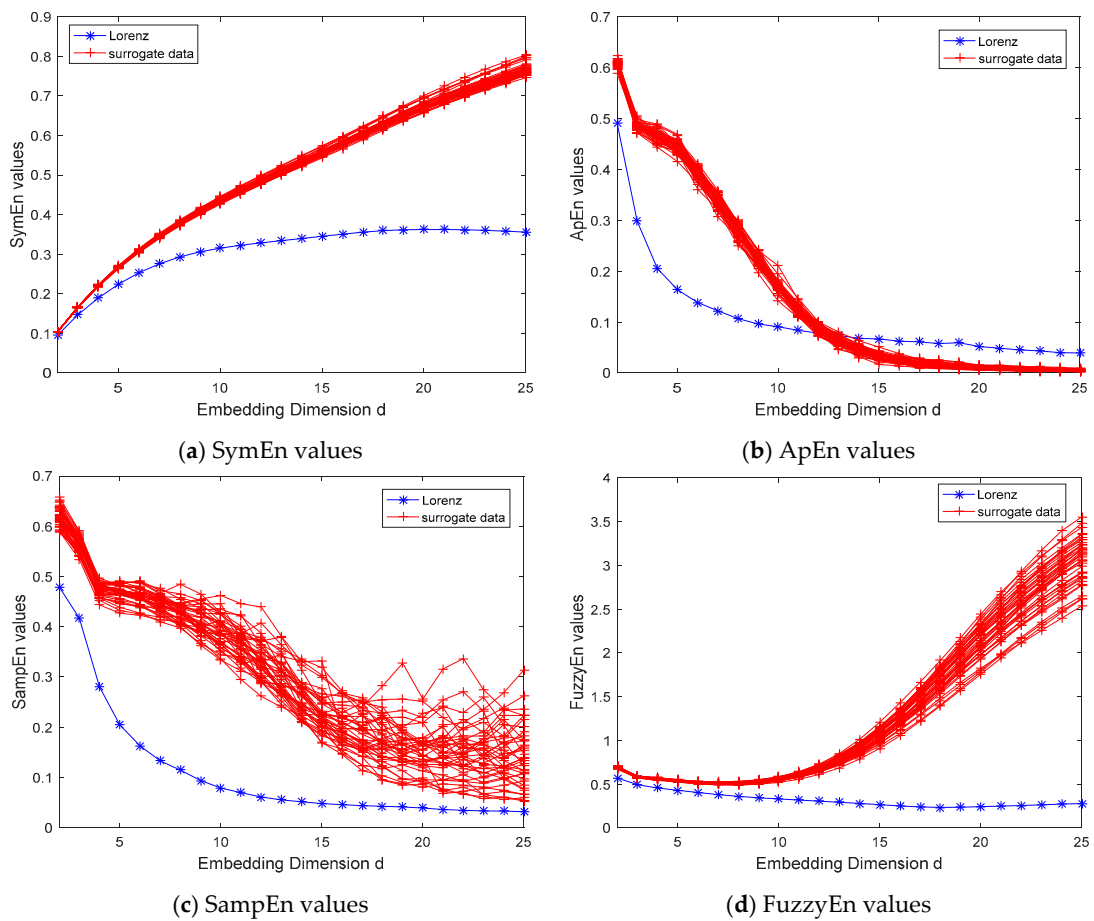 0.9
0.8
0.7
0.6
0.5
0.4
0.3
0.2
0.1
0
SymEn values
Lorenz
surrogate data
5 10 15 20 25
Embedding Dimension d
(a) SymEn values
0.7
0.6
0.5
0.4
0.3
0.2
0.1
0
ApEn values
Lorenz
surrogate data
5 10 15 20 25
Embedding Dimension d
(b) ApEn values
0.7
0.6
0.5
0.4
0.3
0.2
0.1
0
SampEn values
Lorenz
surrogate data
5 10 15 20 25
Embedding Dimension d
(c) SampEn values
4
3.5
3
2.5
2
1.5
1
0.5
0
FuzzyEn values
Lorenz
surrogate data
5 10 15 20 25
Embedding Dimension d
(d) FuzzyEn values